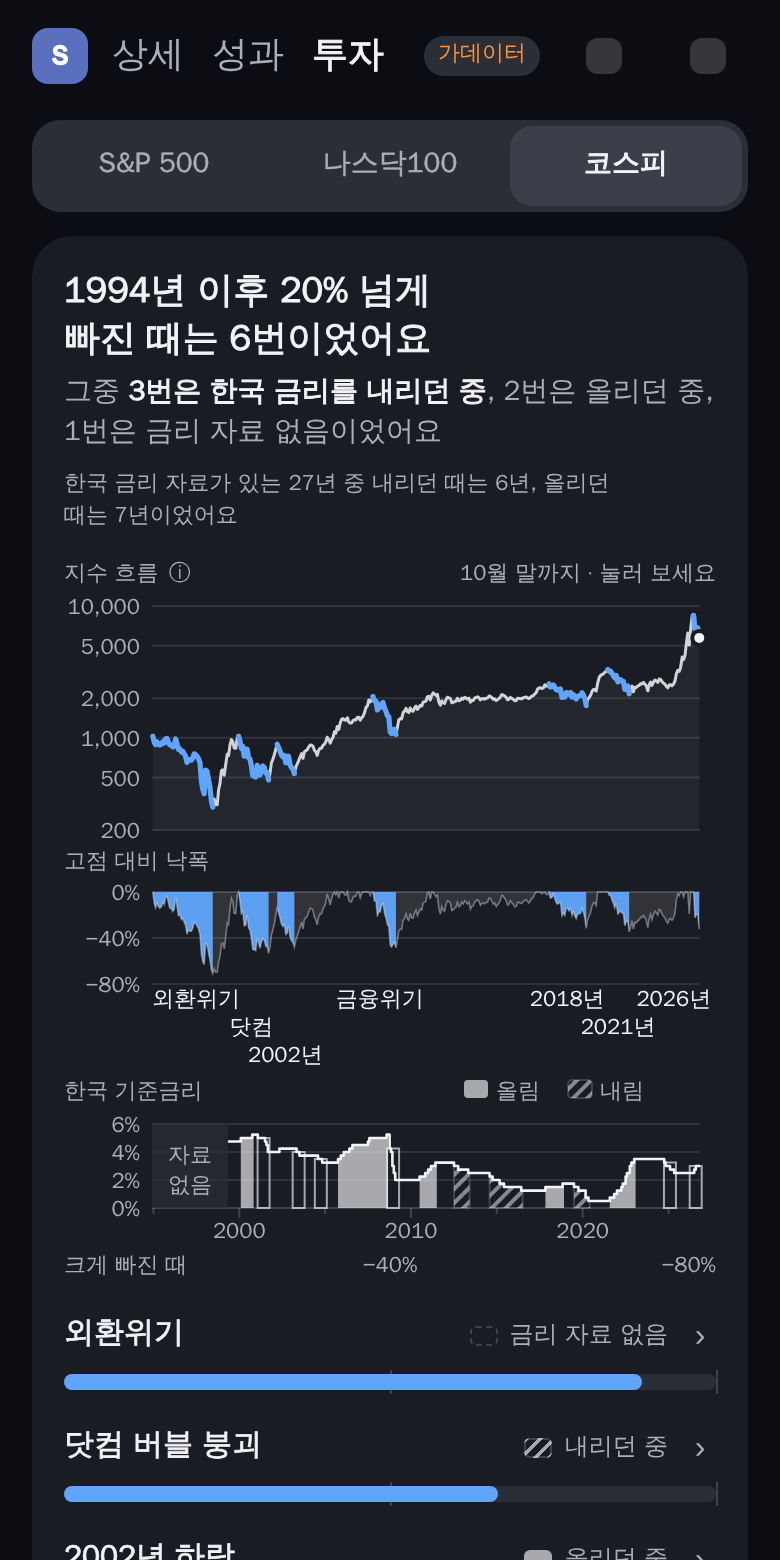 S 상세 성과 투자 가데이터
S&P 500 나스닥100 코스피
1994년 이후 20% 넘게
빠진 때는 6번이었어요
그중 3번은 한국 금리를 내리던 중, 2번은 올리던 중,
1번은 금리 자료 없음이었어요
한국 금리 자료가 있는 27년 중 내리던 때는 6년, 올리던
때는 7년이었어요
지수 흐름 ⓘ 10월 말까지 · 눌러 보세요
10,000
5,000
2,000
1,000
500
200
고점 대비 낙폭
0%
−40%
−80%
외환위기 금융위기 2018년 2026년
닷컴 2021년
2002년
한국 기준금리 올림 내림
6%
4%
2%
0%
자료
없음
2000 2010 2020
크게 빠진 때 −40% −80%
외환위기 금리 자료 없음 ›
닷컴 버블 붕괴 내리던 중 ›
2002년 하락 올리던 중 ›